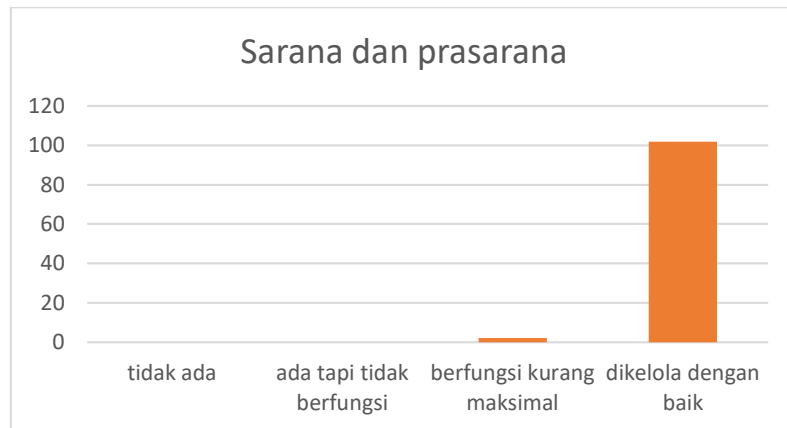 Sarana dan prasarana
120
100
80
60
40
20
0
tidak ada
ada tapi tidak
berfungsi
berfungsi kurang
maksimal
dikelola dengan
baik